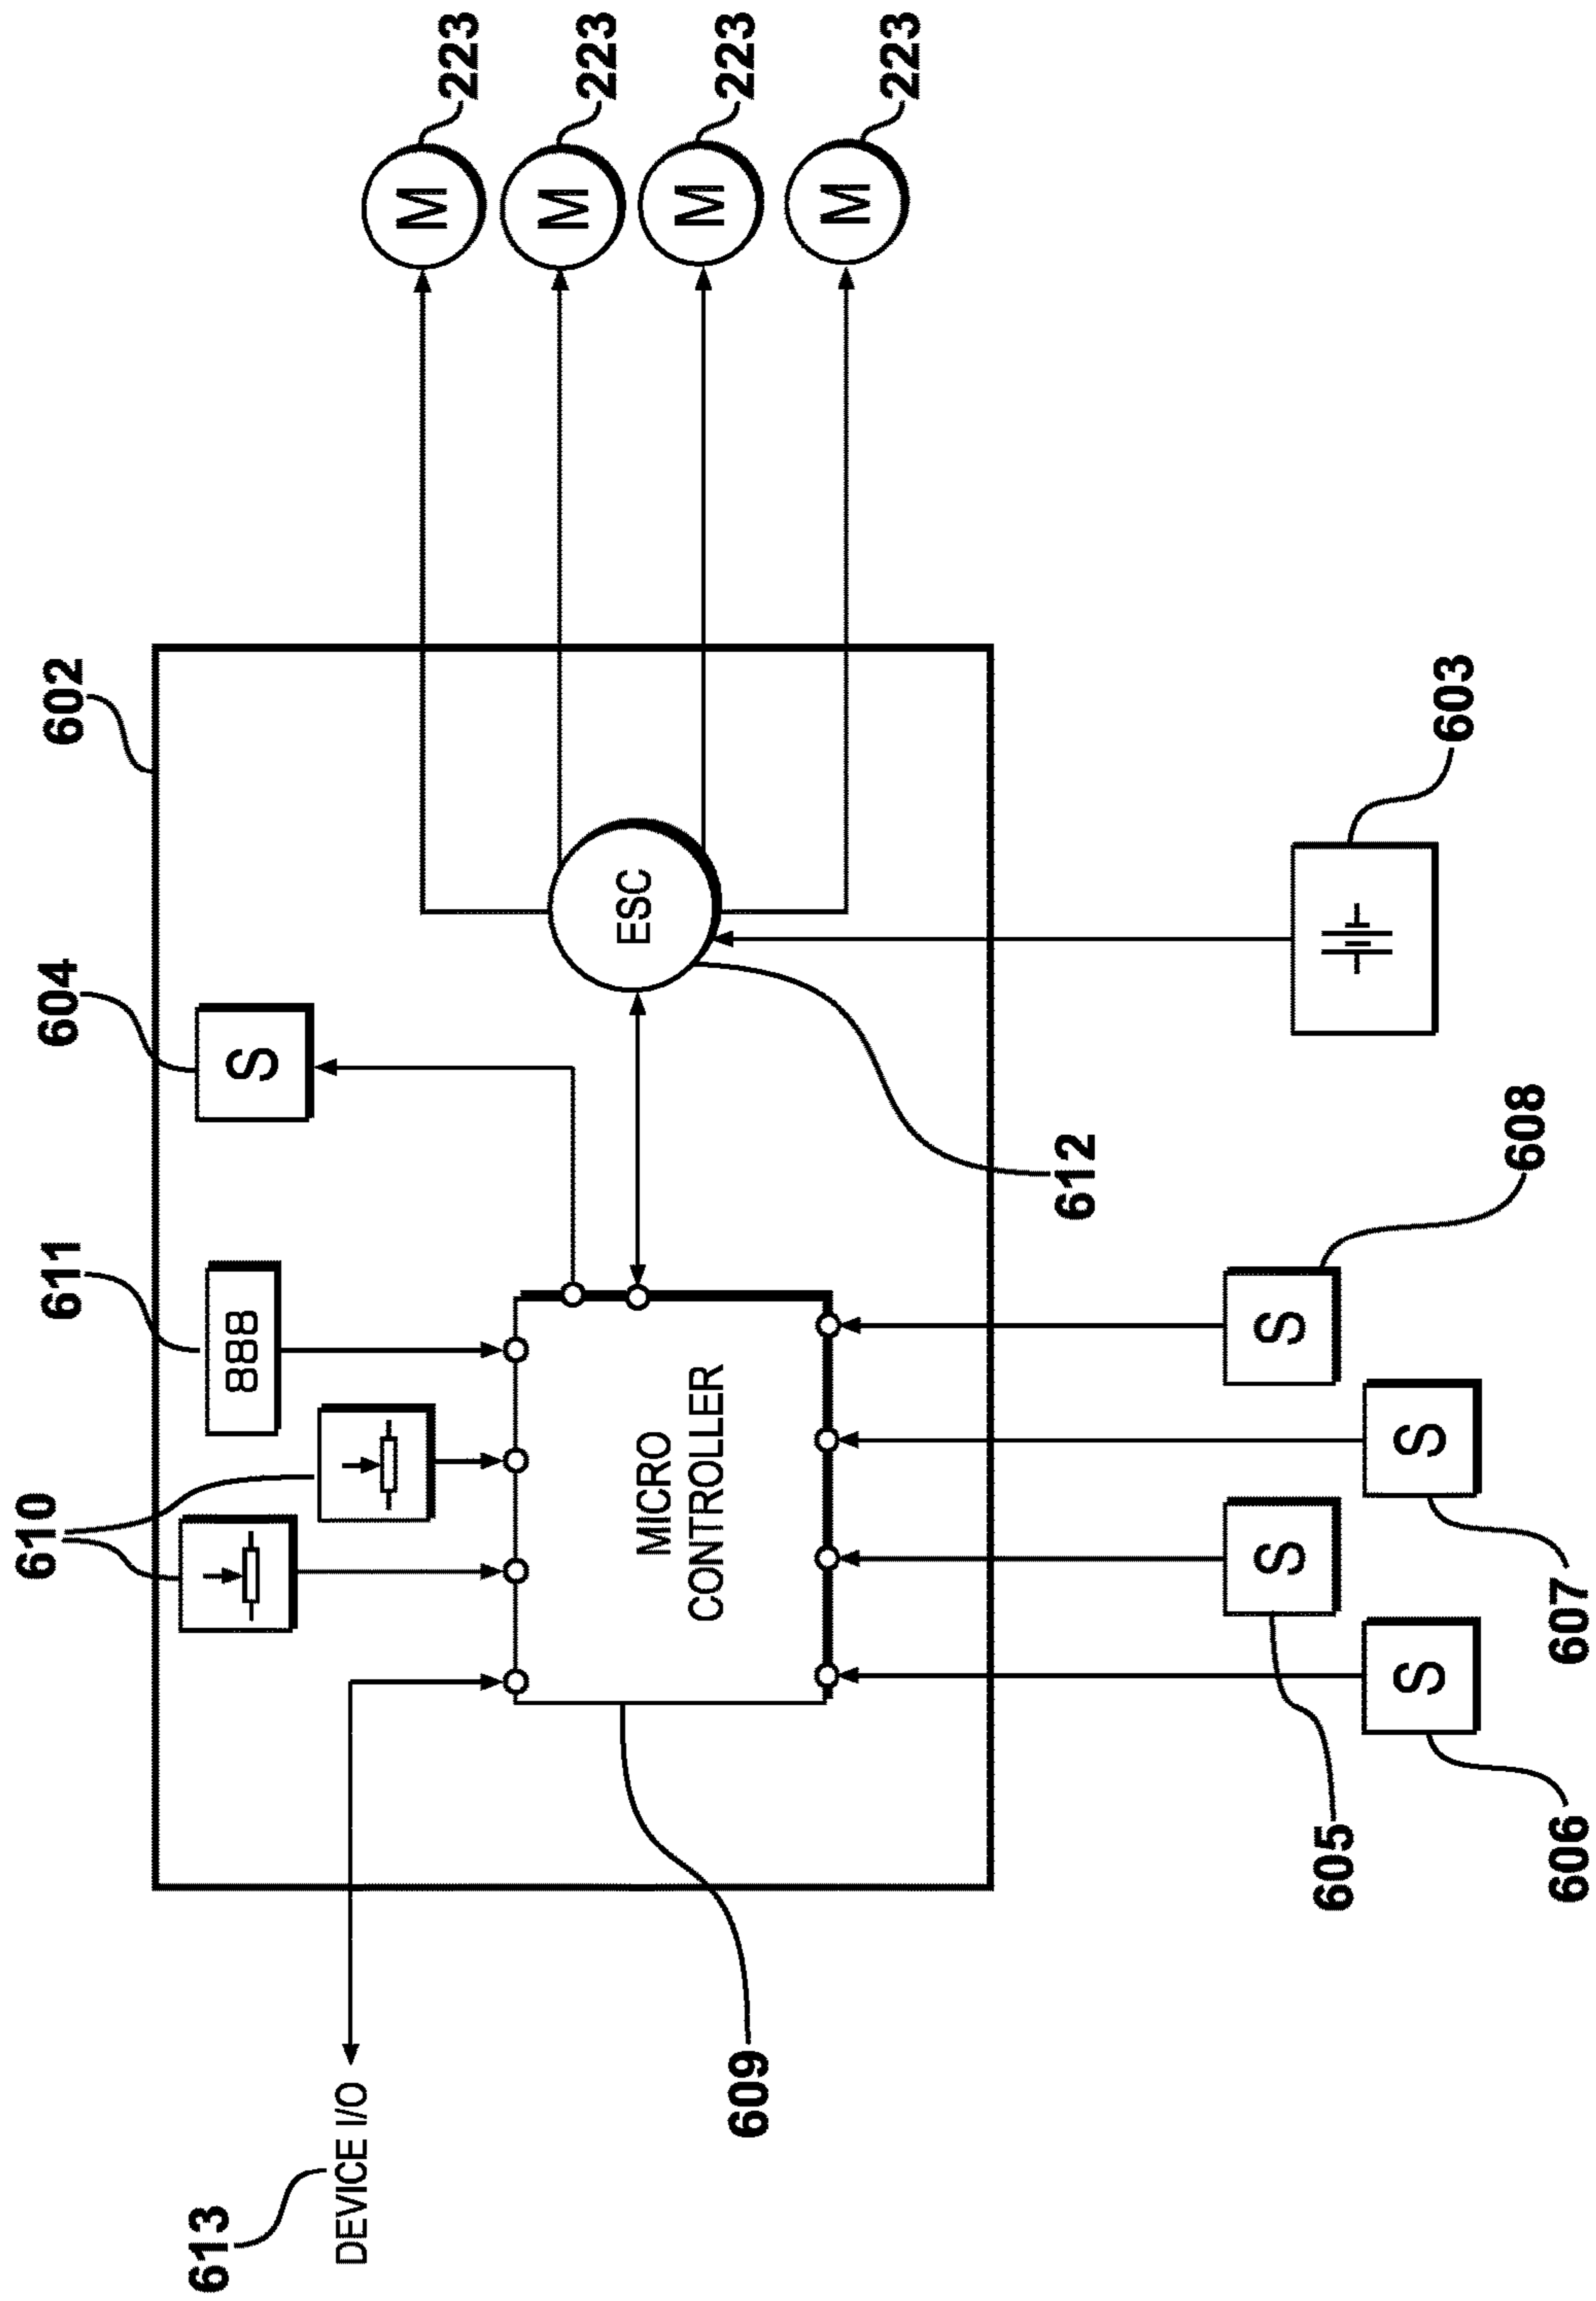 602
604
611
610
613
DEVICE I/O
S
888
MICRO
CONTROLLER
ESC
M
223
M
223
M
223
M
223
609
612
603
608
S
S
607
605
S
S
606